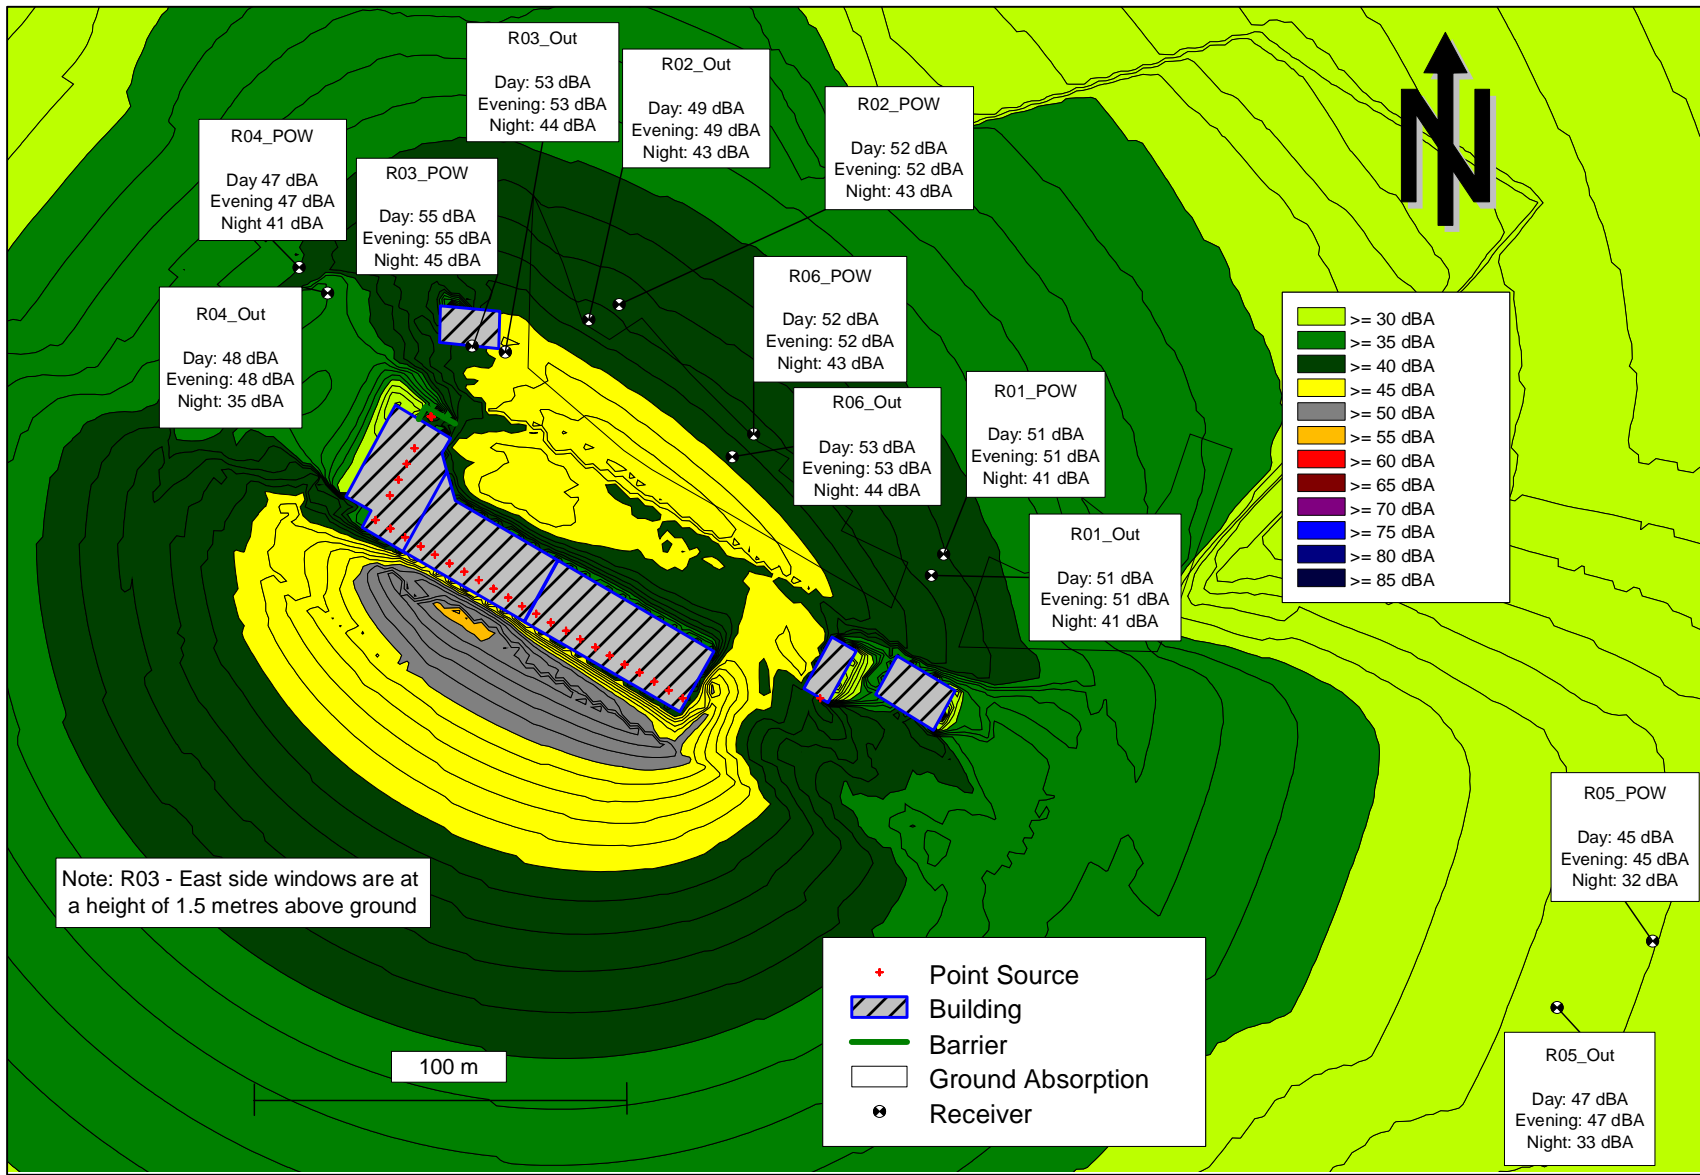 R03_Out
Day: 53 dBA
Evening: 53 dBA
Night: 44 dBA
R02_Out
Day: 49 dBA
Evening: 49 dBA
Night: 43 dBA
R02_POW
Day: 52 dBA
Evening: 52 dBA
Night: 43 dBA
R04_POW
Day 47 dBA
Evening 47 dBA
Night 41 dBA
R03_POW
Day: 55 dBA
Evening: 55 dBA
Night: 45 dBA
N
R06_POW
Day: 52 dBA
Evening: 52 dBA
Night: 43 dBA
R04_Out
Day: 48 dBA
Evening: 48 dBA
Night: 35 dBA
R06_Out
Day: 53 dBA
Evening: 53 dBA
Night: 44 dBA
R01_POW
Day: 51 dBA
Evening: 51 dBA
Night: 41 dBA
>= 30 dBA
>= 35 dBA
>= 40 dBA
>= 45 dBA
>= 50 dBA
>= 55 dBA
>= 60 dBA
>= 65 dBA
>= 70 dBA
>= 75 dBA
>= 80 dBA
>= 85 dBA
R01_Out
Day: 51 dBA
Evening: 51 dBA
Night: 41 dBA
R05_POW
Day: 45 dBA
Evening: 45 dBA
Night: 32 dBA
Note: R03 - East side windows are at
a height of 1.5 metres above ground
100 m
Point Source
Building
Barrier
Ground Absorption
Receiver
R05_Out
Day: 47 dBA
Evening: 47 dBA
Night: 33 dBA